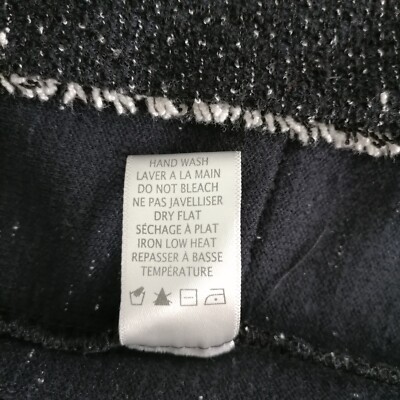 HAND WASH
LAVER A LA MAIN
DO NOT BLEACH
NE PAS JAVELLISER
DRY FLAT
SÉCHAGE À PLAT
IRON LOW HEAT
REPASSER À BASSE
TEMPÉRATURE